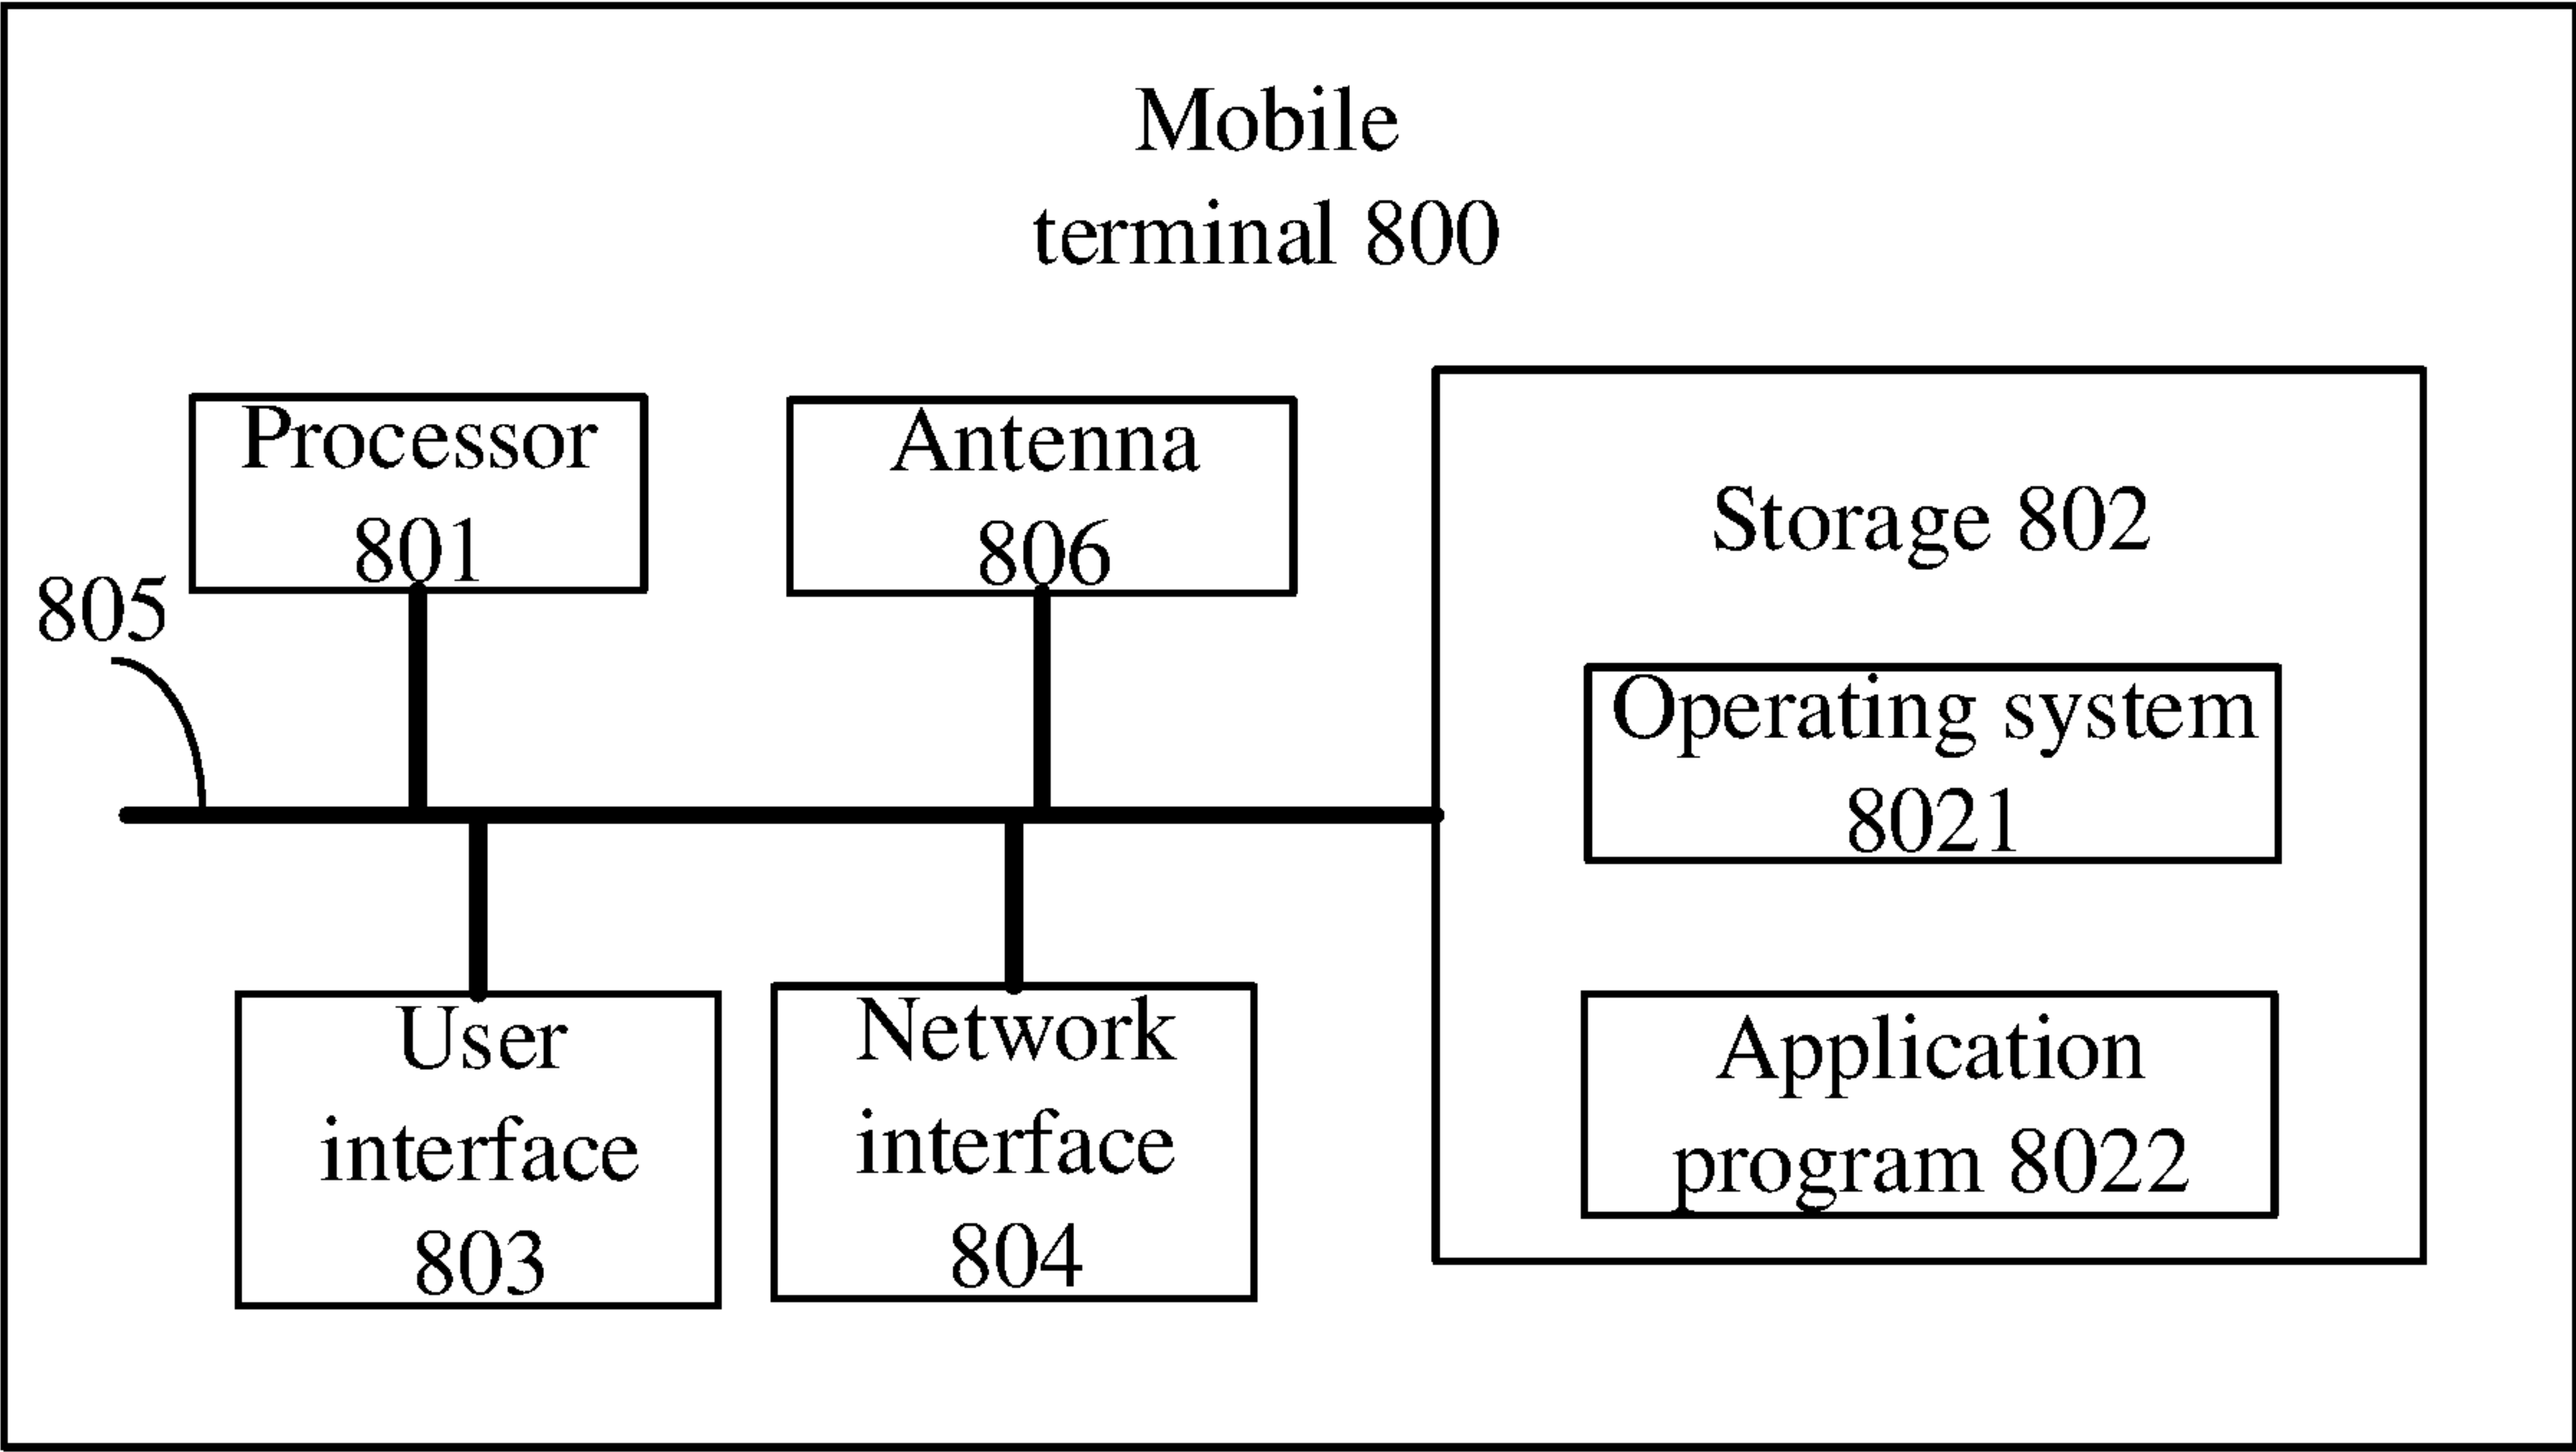 Mobile
terminal 800
Processor
801
Antenna
806
805
Storage 802
Operating system
8021
Application
program 8022
User
interface
803
Network
interface
804